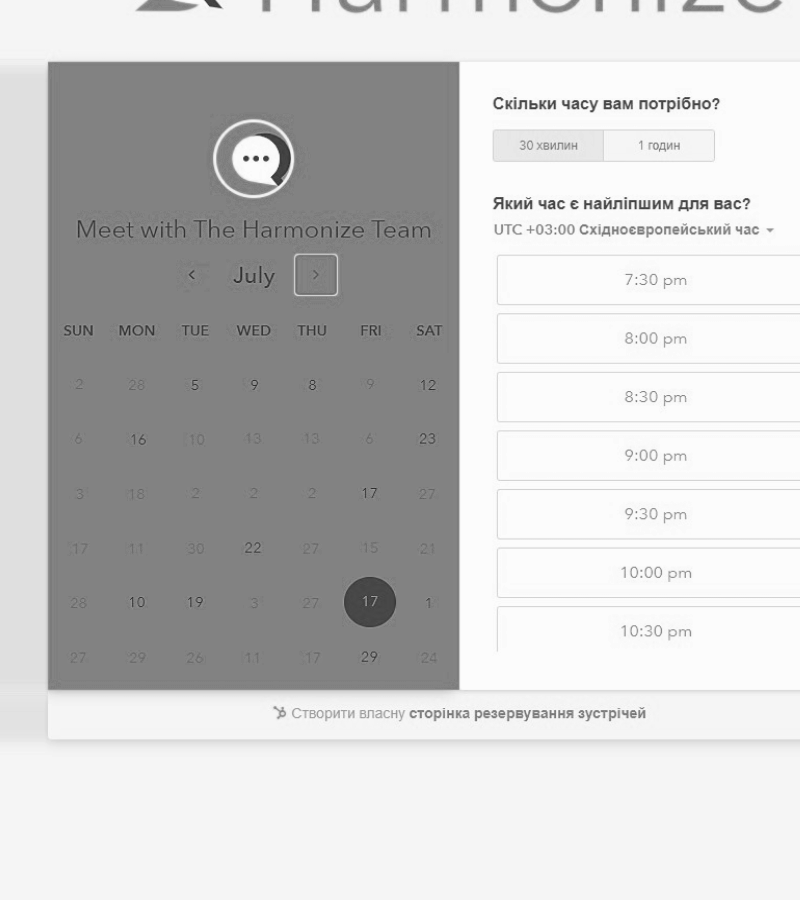 Harmonize
Meet with The Harmonize Team
July
SUN MON TUE WED THU FRI SAT
2 28 5 9 8 9 12
6 16 10 13 13 6 23
3 18 2 2 2 17 27
17 11 30 22 27 15 21
28 10 19 3 27 17 1
27 29 26 11 17 29 24
Скільки часу вам потрібно?
30 хвилин 1 годин
Який час є найліпшим для вас?
UTC +03:00 Східноєвропейський час
7:30 pm
8:00 pm
8:30 pm
9:00 pm
9:30 pm
10:00 pm
10:30 pm
Створити власну сторінка резервування зустрічей